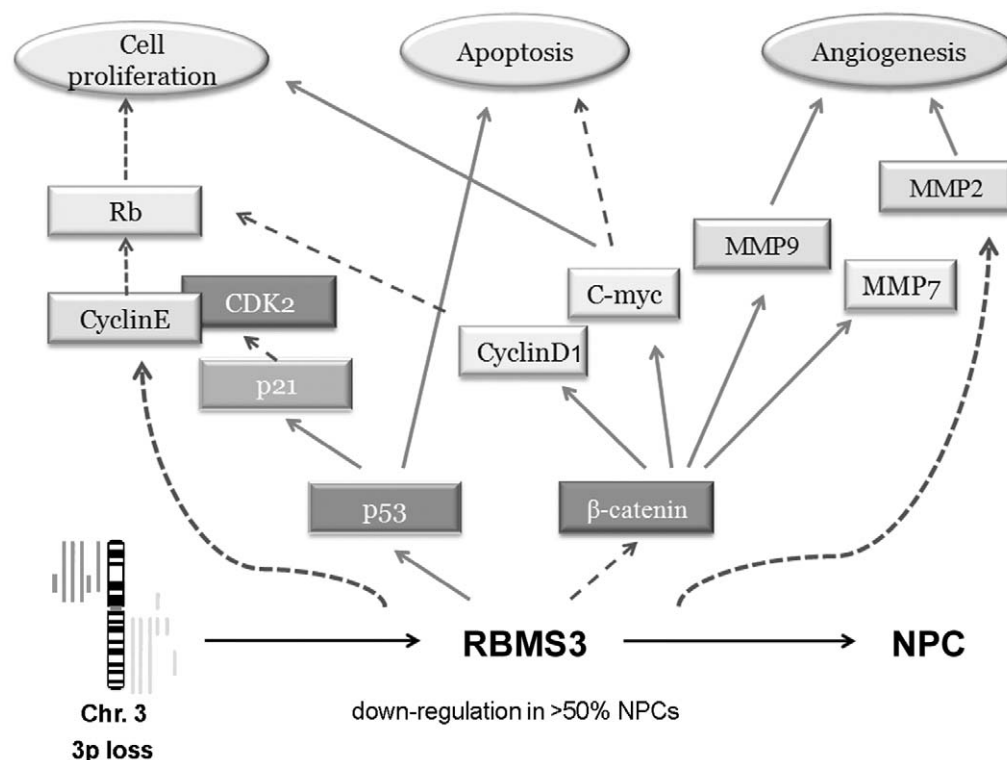 Cell
proliferation
Apoptosis
Angiogenesis
Rb
MMP2
MMP9
CDK2
C-myc
MMP7
CyclinE
CyclinD1
p21
p53
β-catenin
RBMS3
NPC
Chr. 3
3p loss
down-regulation in >50% NPCs